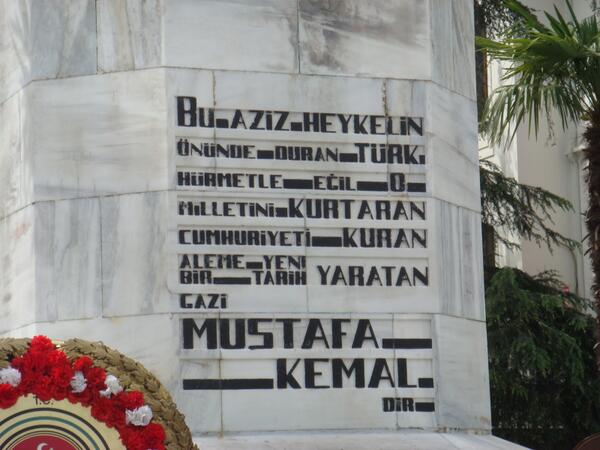 BU AZİZ HEYKELİN
ÖNÜNDE DURAN TÜRK.
HÜRMETLE EĞİL O
MİLLETİNİ KURTARAN
CUMHURİYETİ KURAN
ALEME YENİ
BİR TARİH YARATAN
GAZİ
MUSTAFA
KEMAL.
DİR
T.C.